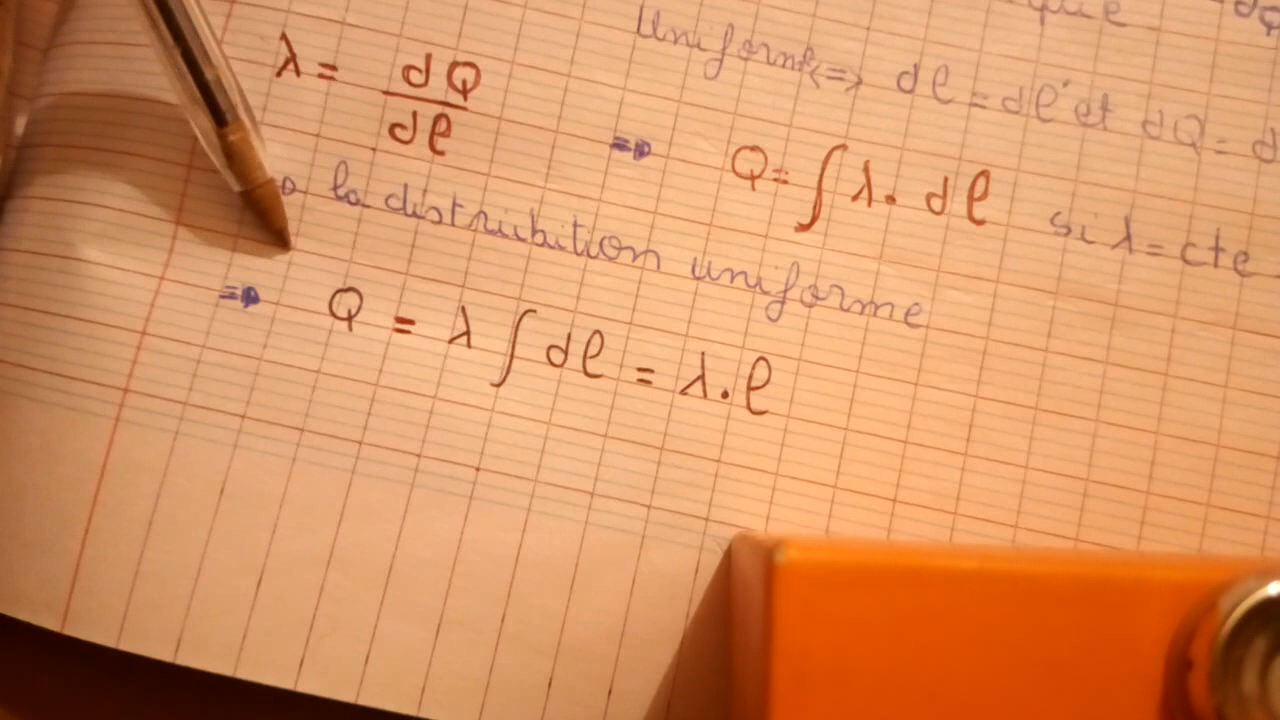 que
Uniforme <=> dl = dl' et dQ = d
λ = dQ/dl => Q = ∫ λ. dl si λ = cte
la distribution uniforme
=> Q = λ ∫ dl = λ.l